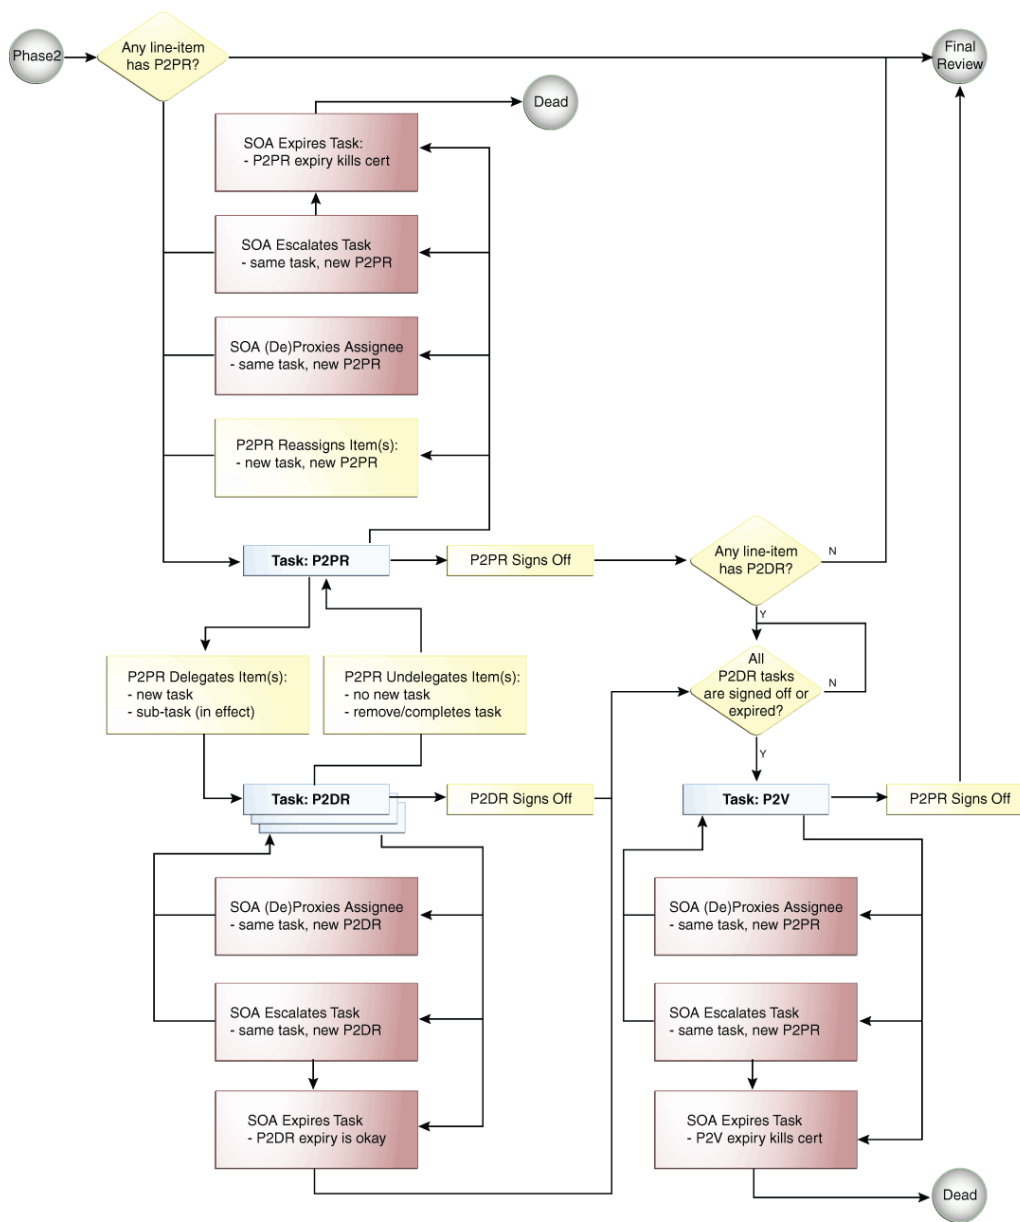 Phase2
Any line-item
has P2PR?
Final
Review
Dead
SOA Expires Task:
- P2PR expiry kills cert
SOA Escalates Task
- same task, new P2PR
SOA (De)Proxies Assignee
- same task, new P2PR
P2PR Reassigns Item(s):
- new task, new P2PR
Task: P2PR
P2PR Signs Off
Any line-item
has P2DR?
N
Y
P2PR Delegates Item(s):
- new task
- sub-task (in effect)
P2PR Undelegates Item(s):
- no new task
- remove/completes task
All
P2DR tasks
are signed off or
expired?
N
Y
Task: P2DR
P2DR Signs Off
Task: P2V
P2PR Signs Off
SOA (De)Proxies Assignee
- same task, new P2DR
SOA (De)Proxies Assignee
- same task, new P2PR
SOA Escalates Task
- same task, new P2DR
SOA Escalates Task
- same task, new P2PR
SOA Expires Task
- P2DR expiry is okay
SOA Expires Task
- P2V expiry kills cert
Dead